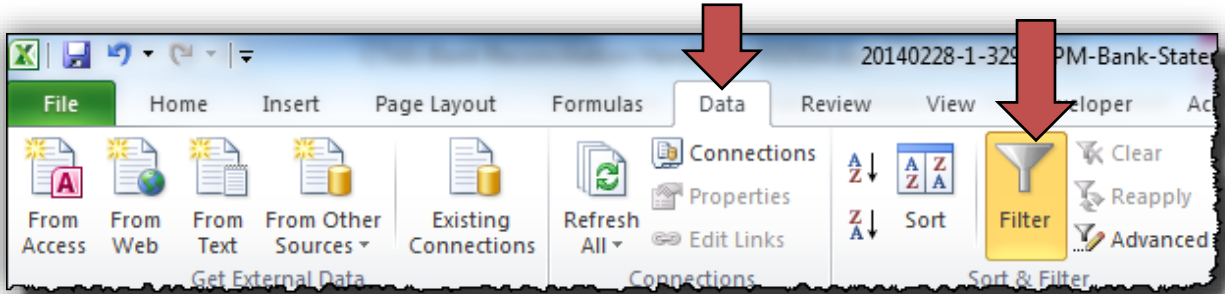 20140228-1-329 PM-Bank-State
File Home Insert Page Layout Formulas Data Review View eloper Ac
From Access
From Web
From Text
From Other Sources
Existing Connections
Refresh All
Connections
Properties
Edit Links
A Z
Z A
A Z Z A
Sort
Filter
Clear
Reapply
Advanced
Get External Data
Connections
Sort & Filter